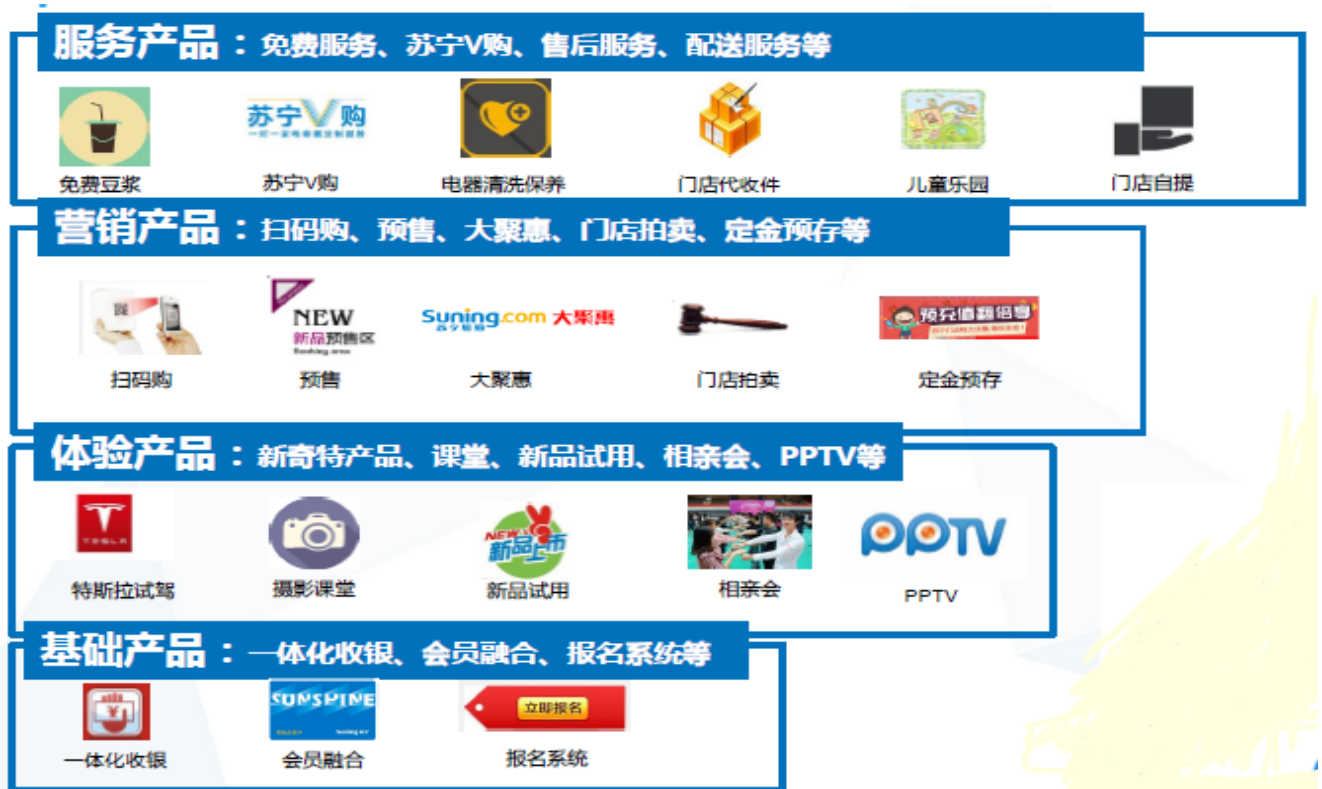 服务产品：免费服务、苏宁V购、售后服务、配送服务等
苏宁V购
免费豆浆
苏宁V购
电器清洗保养
门店代收件
儿童乐园
门店自提
营销产品：扫码购、预售、大聚惠、门店拍卖、定金预存等
NEW
新品预售区
Booking area
Suning.com 大聚惠
苏宁易购
预充值翻倍享
扫码购
预售
大聚惠
门店拍卖
定金预存
体验产品：新奇特产品、课堂、新品试用、相亲会、PPTV等
TESLA
NEW
新品上市
PPTV
特斯拉试驾
摄影课堂
新品试用
相亲会
PPTV
基础产品：一体化收银、会员融合、报名系统等
¥
SUNSHINE
立即报名
一体化收银
会员融合
报名系统